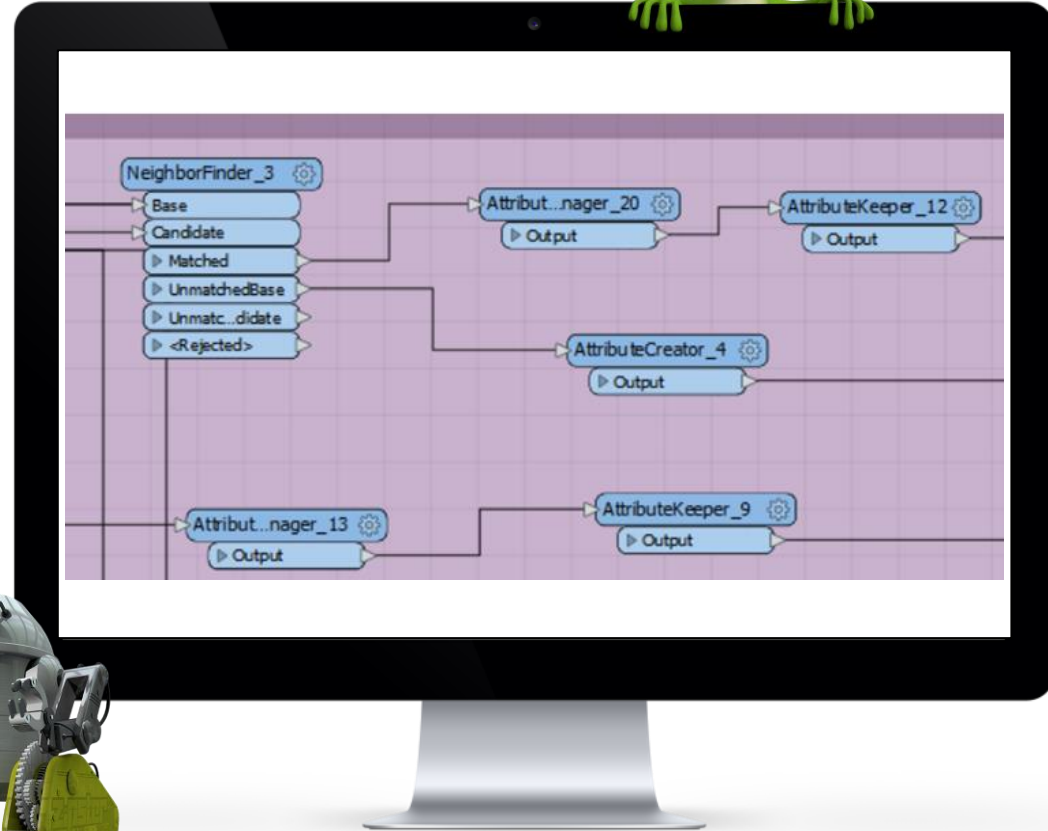 NeighborFinder_3
Base
Candidate
Matched
UnmatchedBase
Unmatc...didate
<Rejected>
Attribut...nager_20
Output
AttributeKeeper_12
Output
AttributeCreator_4
Output
Attribut...nager_13
Output
AttributeKeeper_9
Output